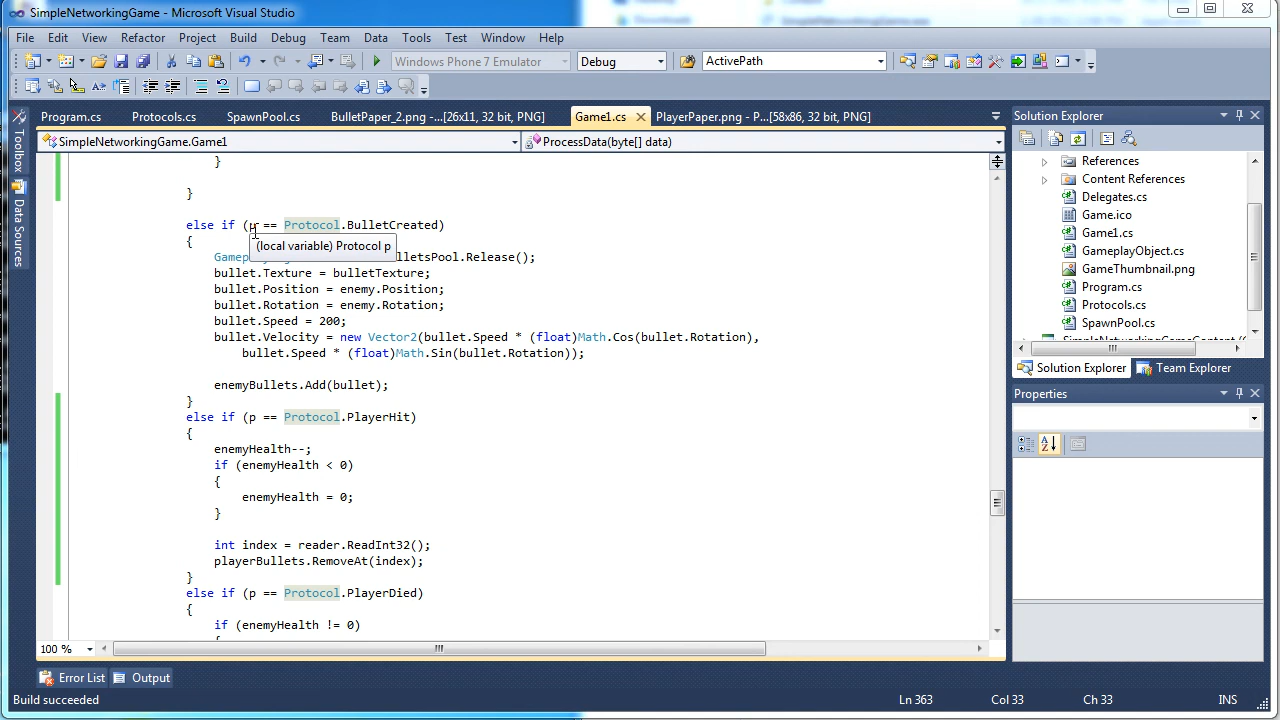 SimpleNetworkingGame - Microsoft Visual Studio
File Edit View Refactor Project Build Debug Team Data Tools Test Window Help
Windows Phone 7 Emulator Debug ActivePath
Program.cs Protocols.cs SpawnPool.cs BulletPaper_2.png -...[26x11, 32 bit, PNG] Game1.cs PlayerPaper.png - P...[58x86, 32 bit, PNG]
SimpleNetworkingGame.Game1 ProcessData(byte[] data)
Toolbox
Data Sources
}
}
else if (p == Protocol.BulletCreated)
{
(local variable) Protocol p
bullet.Texture = bulletTexture;
bullet.Position = enemy.Position;
bullet.Rotation = enemy.Rotation;
bullet.Speed = 200;
bullet.Velocity = new Vector2(bullet.Speed * (float)Math.Cos(bullet.Rotation),
bullet.Speed * (float)Math.Sin(bullet.Rotation));
enemyBullets.Add(bullet);
}
else if (p == Protocol.PlayerHit)
{
enemyHealth--;
if (enemyHealth < 0)
{
enemyHealth = 0;
}
int index = reader.ReadInt32();
playerBullets.RemoveAt(index);
}
else if (p == Protocol.PlayerDied)
{
if (enemyHealth != 0)
{
100 %
Error List Output
Build succeeded
Ln 363 Col 33 Ch 33 INS
Solution Explorer
References
Content References
Delegates.cs
Game.ico
Game1.cs
GameplayObject.cs
GameThumbnail.png
Program.cs
Protocols.cs
SpawnPool.cs
Solution Explorer Team Explorer
Properties